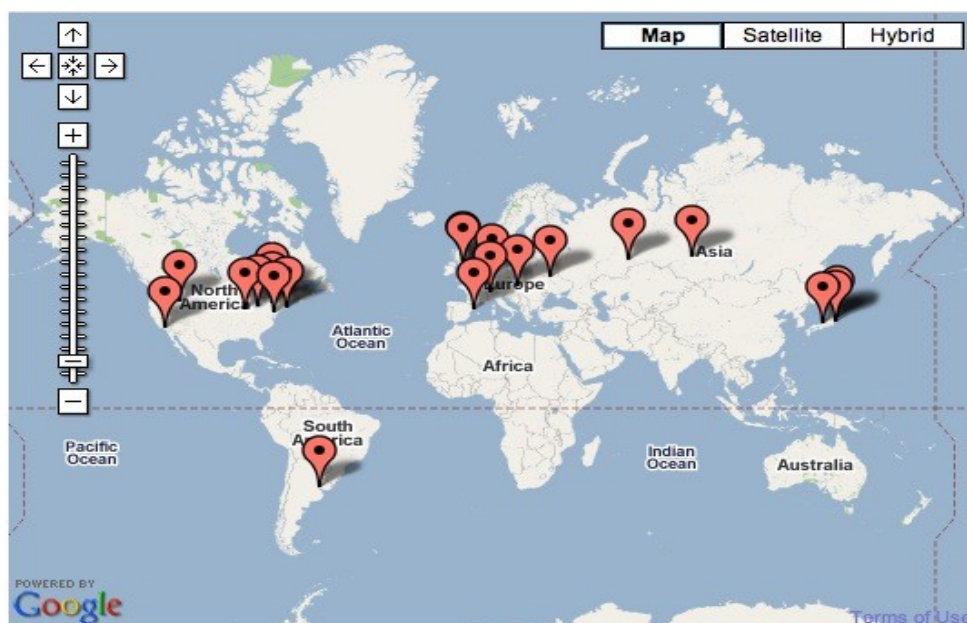 Map Satellite Hybrid
North
America
Atlantic
Ocean
Europe
Asia
Africa
South
America
Pacific
Ocean
Indian
Ocean
Australia
POWERED BY
Google
Terms of Use